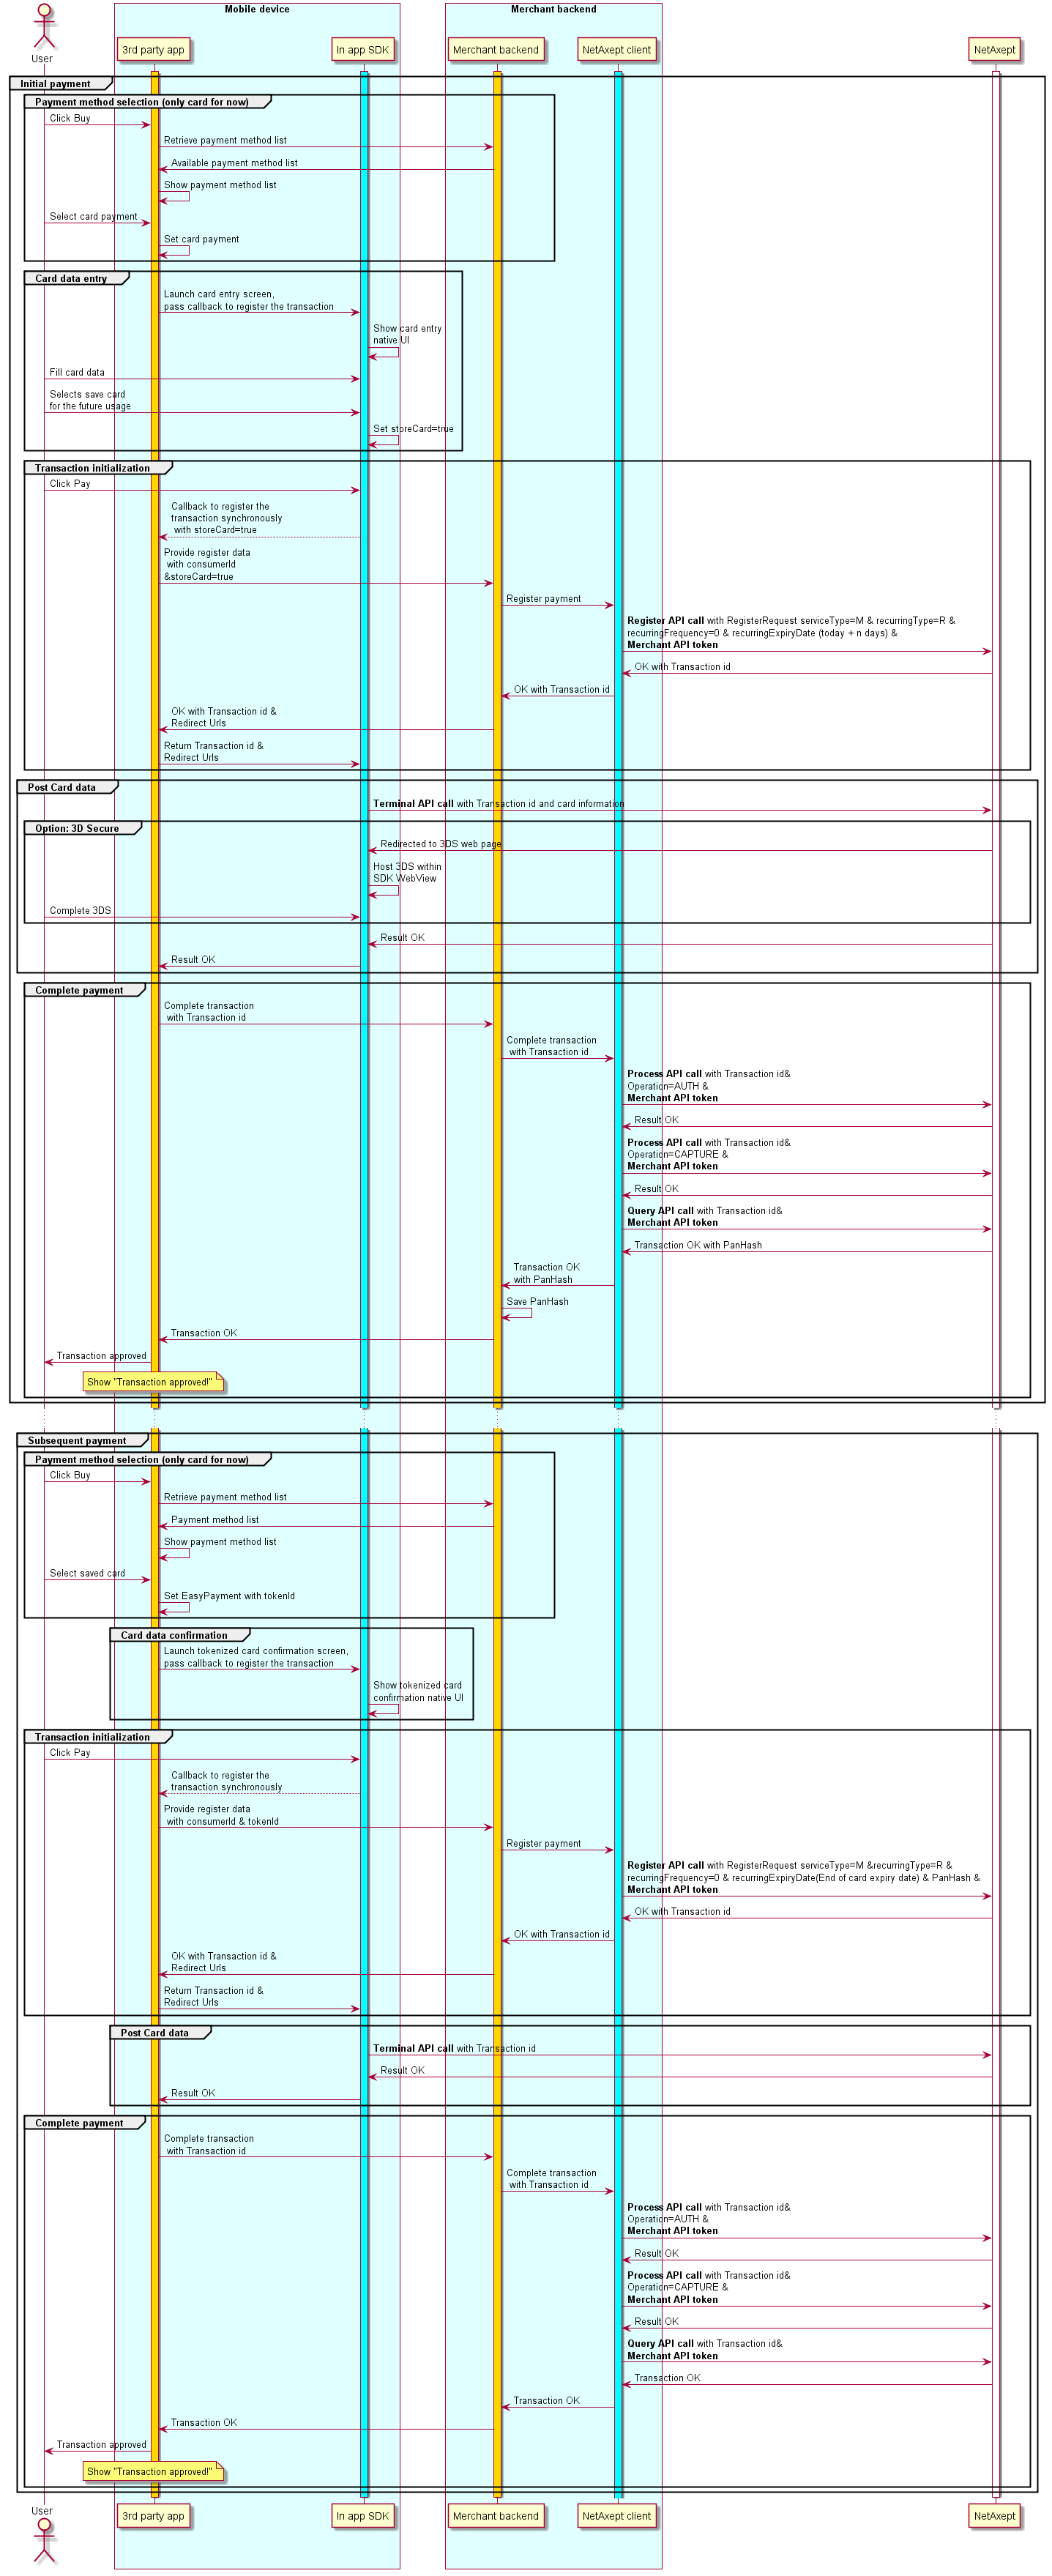 Mobile device
Merchant backend
User
3rd party app
In app SDK
Merchant backend
NetAxept client
NetAxept
Initial payment
Payment method selection (only card for now)
Click Buy
Retrieve payment method list
Available payment method list
Show payment method list
Select card payment
Set card payment
Card data entry
Launch card entry screen,
pass callback to register the transaction
Show card entry
native UI
Fill card data
Selects save card
for the future usage
Set storeCard=true
Transaction initialization
Click Pay
Callback to register the
transaction synchronously
with storeCard=true
Provide register data
with consumerId
&storeCard=true
Register payment
Register API call with RegisterRequest serviceType=M & recurringType=R &
recurringFrequency=0 & recurringExpiryDate (today + n days) &
Merchant API token
OK with Transaction id
OK with Transaction id
OK with Transaction id &
Redirect Urls
Return Transaction id &
Redirect Urls
Post Card data
Terminal API call with Transaction id and card information
Option: 3D Secure
Redirected to 3DS web page
Host 3DS within
SDK WebView
Complete 3DS
Result OK
Result OK
Complete payment
Complete transaction
with Transaction id
Complete transaction
with Transaction id
Process API call with Transaction id&
Operation=AUTH &
Merchant API token
Result OK
Process API call with Transaction id&
Operation=CAPTURE &
Merchant API token
Result OK
Query API call with Transaction id&
Merchant API token
Transaction OK with PanHash
Transaction OK
with PanHash
Save PanHash
Transaction OK
Transaction approved
Show "Transaction approved!"
Subsequent payment
Payment method selection (only card for now)
Click Buy
Retrieve payment method list
Payment method list
Show payment method list
Select saved card
Set EasyPayment with tokenId
Card data confirmation
Launch tokenized card confirmation screen,
pass callback to register the transaction
Show tokenized card
confirmation native UI
Transaction initialization
Click Pay
Callback to register the
transaction synchronously
Provide register data
with consumerId & tokenId
Register payment
Register API call with RegisterRequest serviceType=M &recurringType=R &
recurringFrequency=0 & recurringExpiryDate(End of card expiry date) & PanHash &
Merchant API token
OK with Transaction id
OK with Transaction id
OK with Transaction id &
Redirect Urls
Return Transaction id &
Redirect Urls
Post Card data
Terminal API call with Transaction id
Result OK
Result OK
Complete payment
Complete transaction
with Transaction id
Complete transaction
with Transaction id
Process API call with Transaction id&
Operation=AUTH &
Merchant API token
Result OK
Process API call with Transaction id&
Operation=CAPTURE &
Merchant API token
Result OK
Query API call with Transaction id&
Merchant API token
Transaction OK
Transaction OK
Transaction OK
Transaction approved
Show "Transaction approved!"
User
3rd party app
In app SDK
Merchant backend
NetAxept client
NetAxept